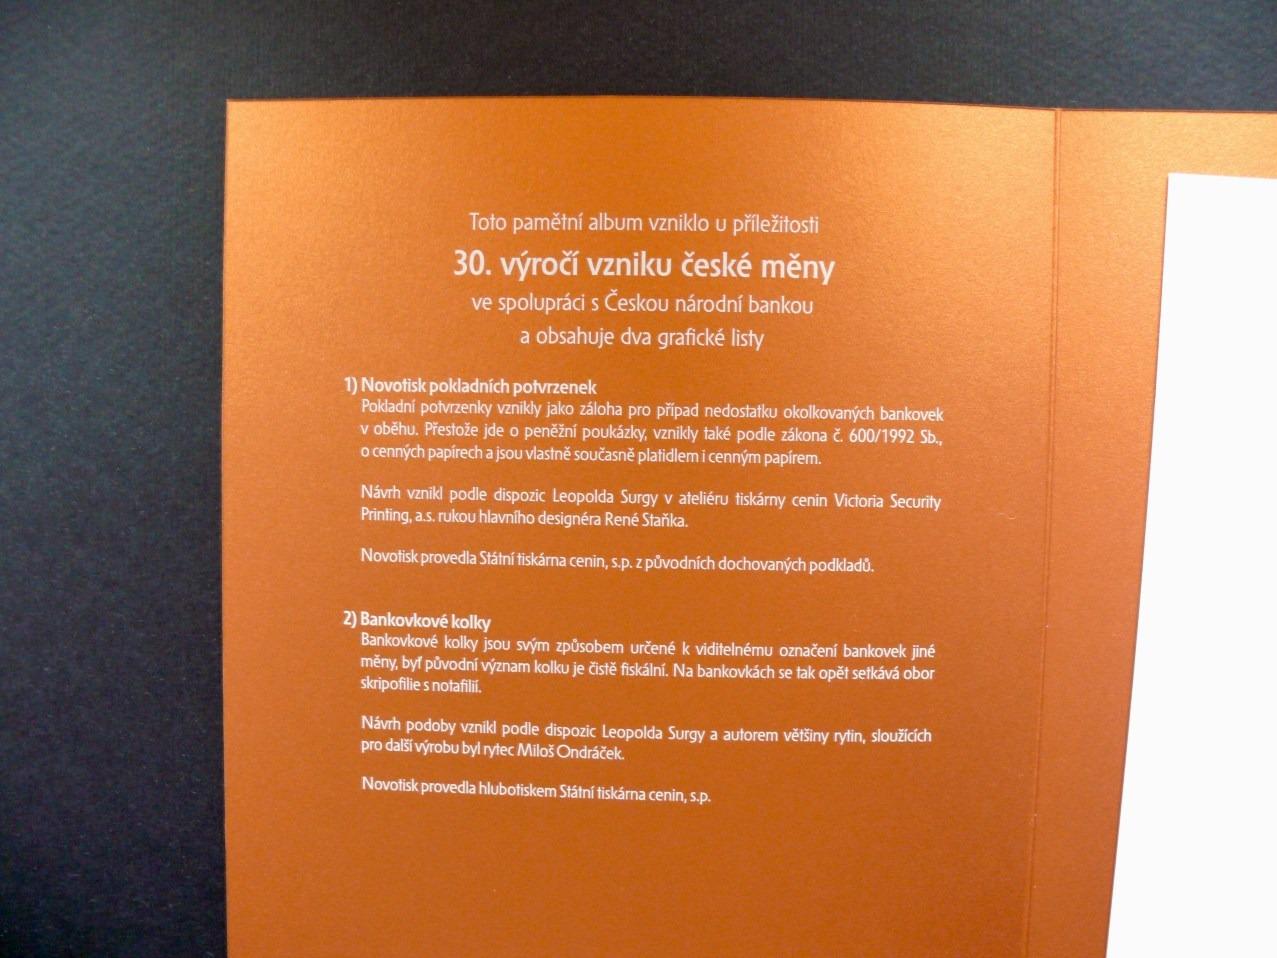 Toto pamětní album vzniklo u příležitosti
30. výročí vzniku české měny
ve spolupráci s Českou národní bankou
a obsahuje dva grafické listy
1) Novotisk pokladních potvrzenek
Pokladní potvrzenky vznikly jako záloha pro případ nedostatku okolkovaných bankovek
v oběhu. Přestože jde o peněžní poukázky, vznikly také podle zákona č. 600/1992 Sb.,
o cenných papírech a jsou vlastně současně platidlem i cenným papírem.
Návrh vznikl podle dispozic Leopolda Surgy v ateliéru tiskárny cenin Victoria Security
Printing, a.s. rukou hlavního designéra René Staňka.
Novotisk provedla Státní tiskárna cenin, s.p. z původních dochovaných podkladů.
2) Bankovkové kolky
Bankovkové kolky jsou svým způsobem určené k viditelnému označení bankovek jiné
měny, byť původní význam kolku je čistě fiskální. Na bankovkách se tak opět setkává obor
skripofilie s notafilií.
Návrh podoby vznikl podle dispozic Leopolda Surgy a autorem většiny rytin, sloužících
pro další výrobu byl rytec Miloš Ondráček.
Novotisk provedla hlubotiskem Státní tiskárna cenin, s.p.